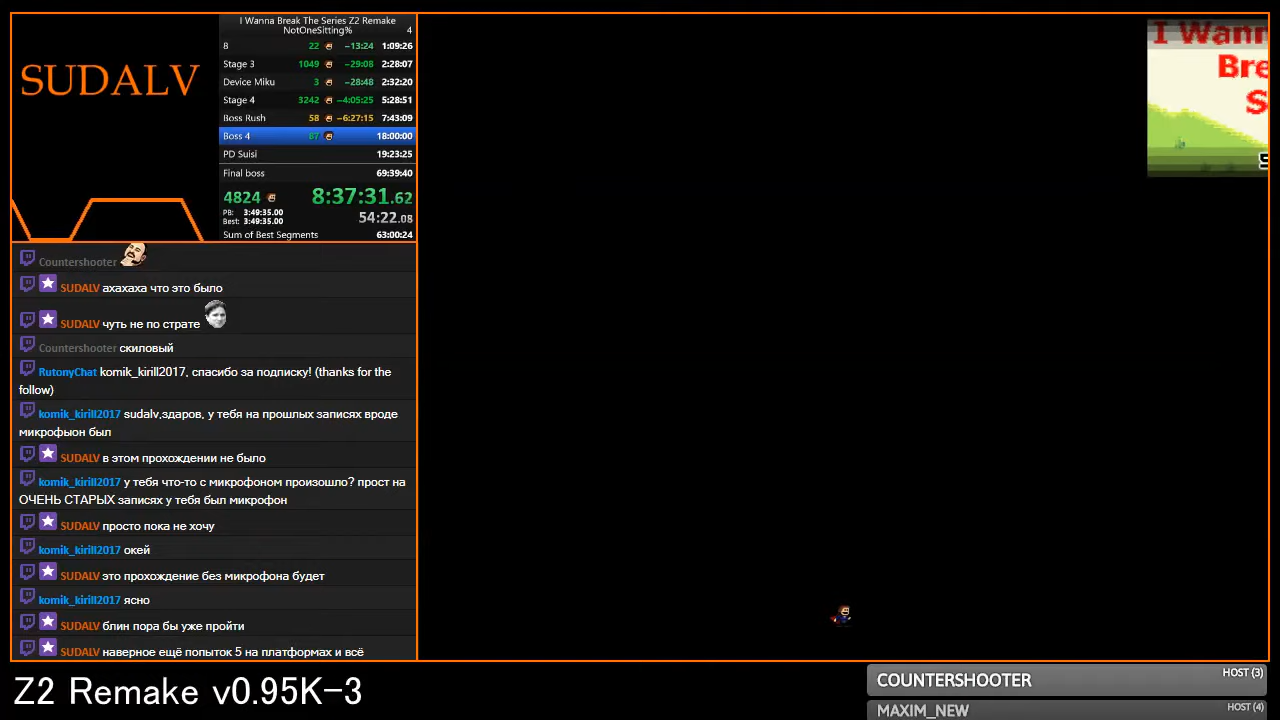 SUDALV
I Wanna Break The Series Z2 Remake
NotOneSitting% 4
8 22 −13:24 1:09:26
Stage 3 1049 −29:08 2:28:07
Device Miku 3 −28:48 2:32:20
Stage 4 3242 −4:05:25 5:28:51
Boss Rush 58 −6:27:15 7:43:09
Boss 4 67 18:00:00
PD Suisi 19:23:25
Final boss 69:39:40
4824 8:37:31.62
PB: 3:49:35.00
Best: 3:49:35.00
54:22.08
Sum of Best Segments 63:00:24
I Wann
Bre
S
Countershooter
SUDALV ахахаха что это было
SUDALV чуть не по страте
Countershooter скиловый
RutonyChat komik_kirill2017, спасибо за подписку! (thanks for the
follow)
komik_kirill2017 sudalv,здаров, у тебя на прошлых записях вроде
микрофыон был
SUDALV в этом прохождении не было
komik_kirill2017 у тебя что-то с микрофоном произошло? прост на
ОЧЕНЬ СТАРЫХ записях у тебя был микрофон
SUDALV просто пока не хочу
komik_kirill2017 окей
SUDALV это прохождение без микрофона будет
komik_kirill2017 ясно
SUDALV блин пора бы уже пройти
SUDALV наверное ещё попыток 5 на платформах и всё
Z2 Remake v0.95K-3
COUNTERSHOOTER HOST (3)
MAXIM_NEW HOST (4)